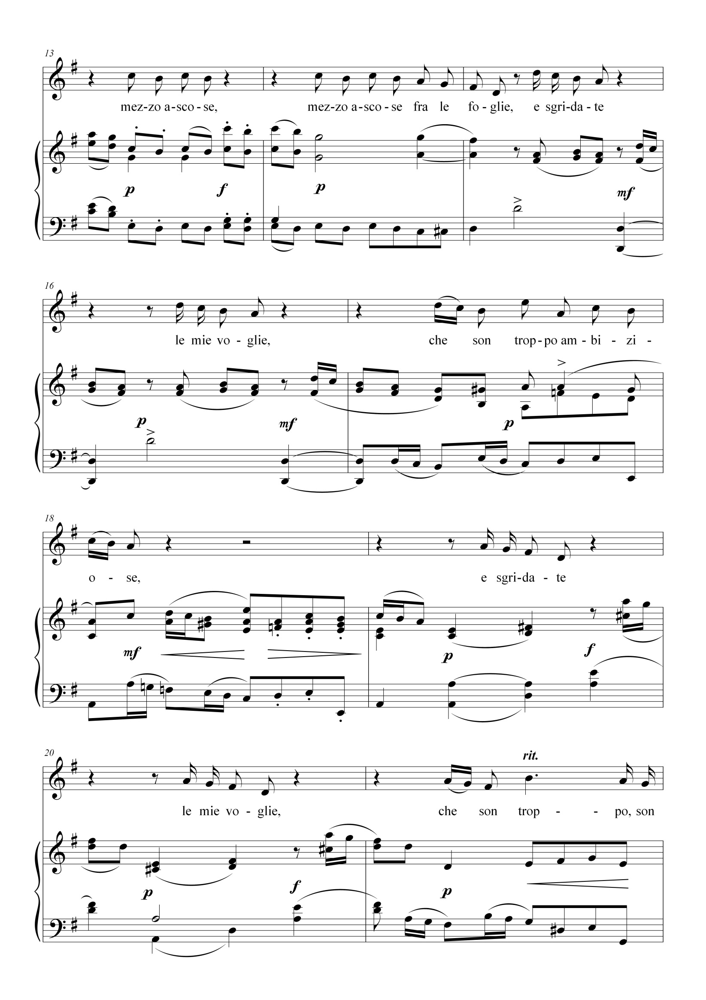 13
mez-zo a-sco - se, mez-zo a-sco - se fra le fo - glie, e sgri-da - te
p f p mf
16
le mie vo - glie, che son trop-po am - bi - zi -
p mf p
18
o - se, e sgri-da - te
mf p f
20
rit.
le mie vo - glie, che son trop - - po, son
p f p